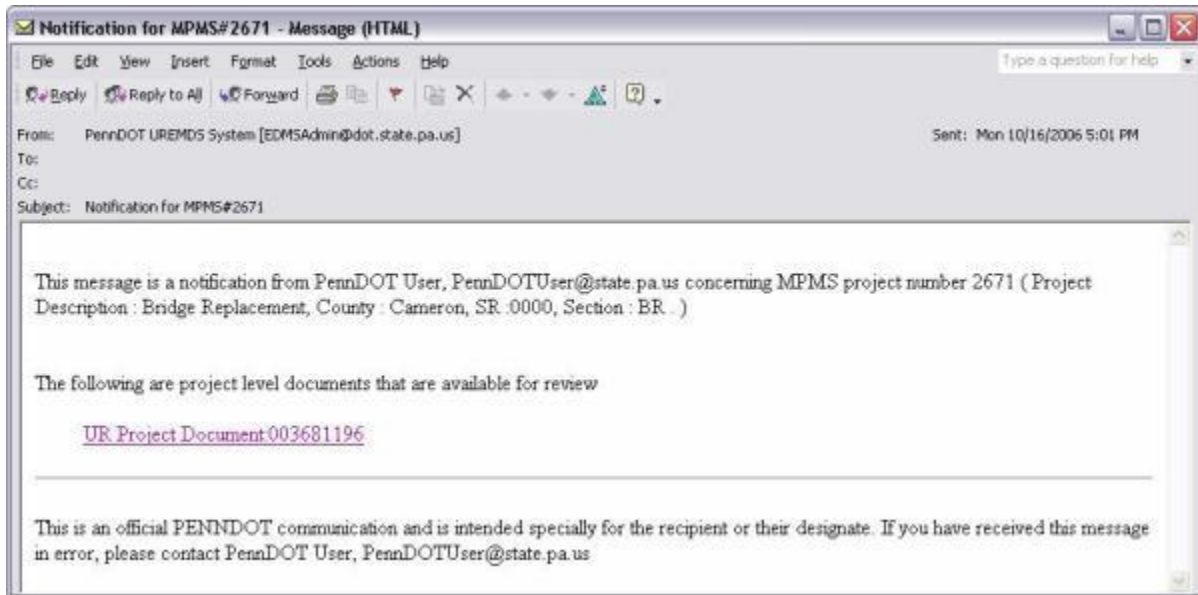 Notification for MPMS#2671 - Message (HTML)
File Edit View Insert Format Tools Actions Help
Type a question for help
Reply Reply to All Forward
From: PennDOT UREMDS System [EDMSAdmin@dot.state.pa.us]
Sent: Mon 10/16/2006 5:01 PM
To:
Cc:
Subject: Notification for MPMS#2671
This message is a notification from PennDOT User, PennDOTUser@state.pa.us concerning MPMS project number 2671 ( Project
Description : Bridge Replacement, County : Cameron, SR :0000, Section : BR . )
The following are project level documents that are available for review
UR Project Document:003681196
This is an official PENNDOT communication and is intended specially for the recipient or their designate. If you have received this message
in error, please contact PennDOT User, PennDOTUser@state.pa.us